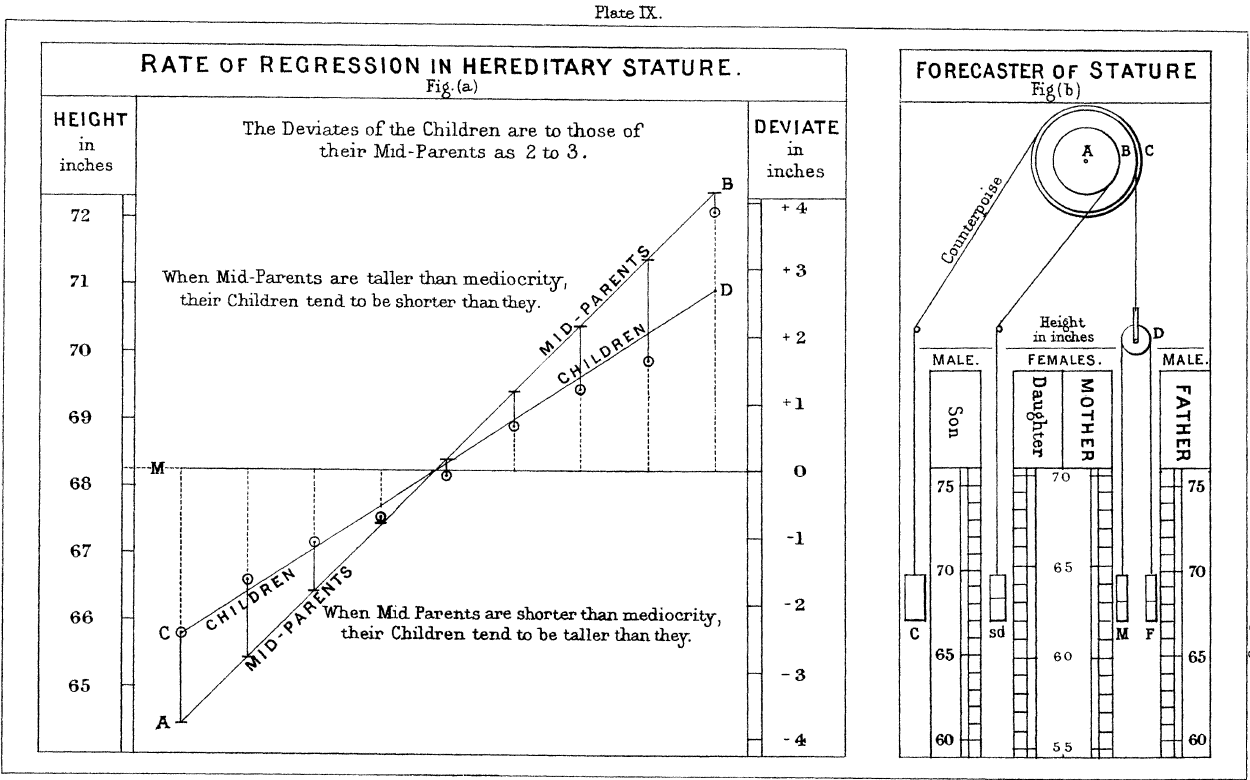 Plate IX.
RATE OF REGRESSION IN HEREDITARY STATURE.
Fig.(a)
HEIGHT
in
inches
The Deviates of the Children are to those of
their Mid-Parents as 2 to 3.
DEVIATE
in
inches
72
71
70
69
68
67
66
65
When Mid-Parents are taller than mediocrity,
their Children tend to be shorter than they.
MID-PARENTS
CHILDREN
B
D
M
C
A
CHILDREN
MID-PARENTS
When Mid Parents are shorter than mediocrity,
their Children tend to be taller than they.
+4
+3
+2
+1
0
-1
-2
-3
-4
FORECASTER OF STATURE
Fig(b)
A
B
C
Counterpoise
D
Height
in inches
MALE.
FEMALES.
MALE.
Son
Daughter
MOTHER
FATHER
75
70
65
60
70
65
60
55
75
70
65
60
C
sd
M
F